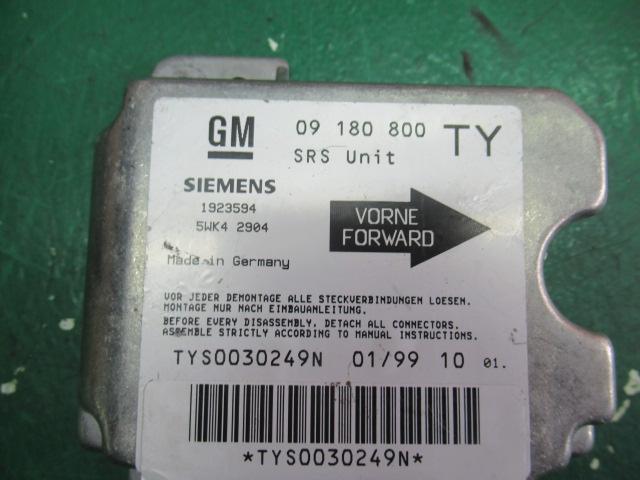 GM 09 180 800 TY
SRS Unit
SIEMENS
1923594
5WK4 2904
VORNE
FORWARD
Made in Germany
VOR JEDER DEMONTAGE ALLE STECKVERBINDUNGEN LOESEN.
MONTAGE NUR NACH EINBAUANLEITUNG.
BEFORE EVERY DISASSEMBLY, DETACH ALL CONNECTORS.
ASSEMBLE STRICTLY ACCORDING TO MANUAL INSTRUCTIONS.
TYS0030249N 01/99 10 01.
*TYS0030249N*